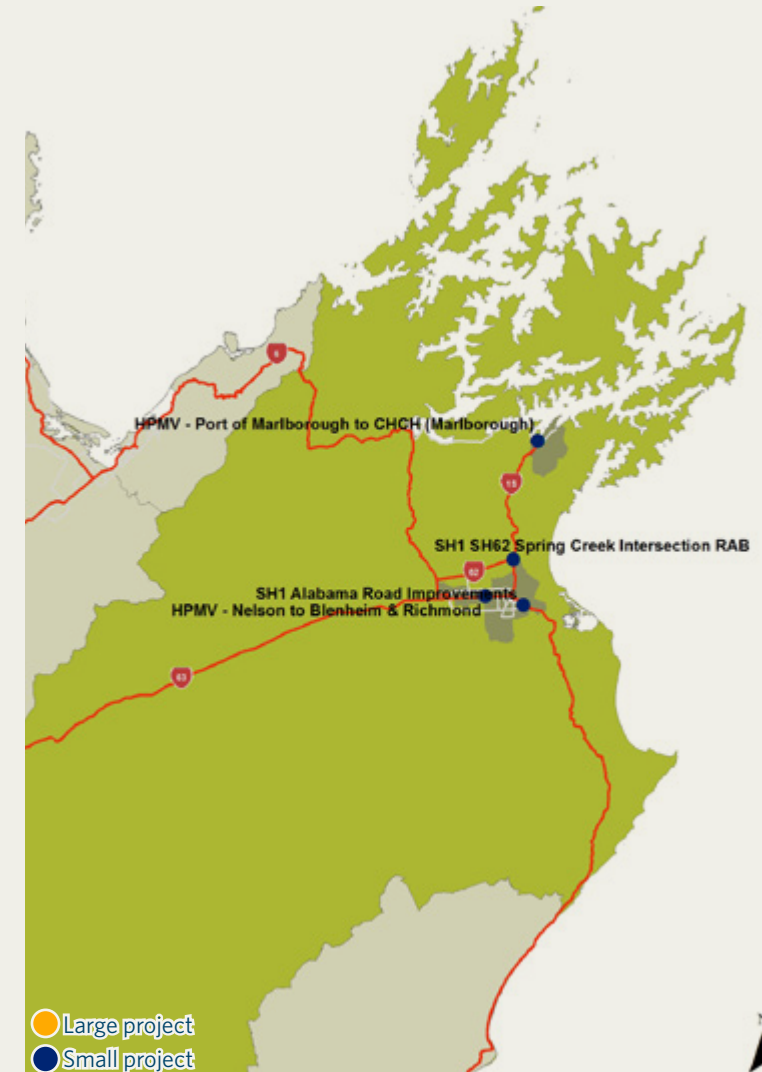 6
HPMV - Port of Marlborough to CHCH (Marlborough)
1S
SH1 SH62 Spring Creek Intersection RAB
62
SH1 Alabama Road Improvements
HPMV - Nelson to Blenheim & Richmond
63
Large project
Small project